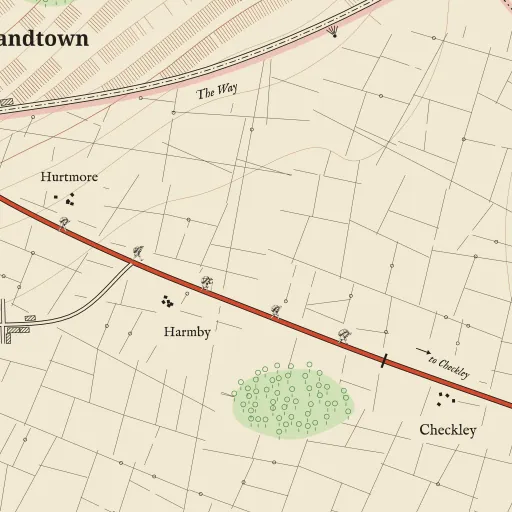 andtown
The Way
Hurtmore
Harmby
to Checkley
Checkley